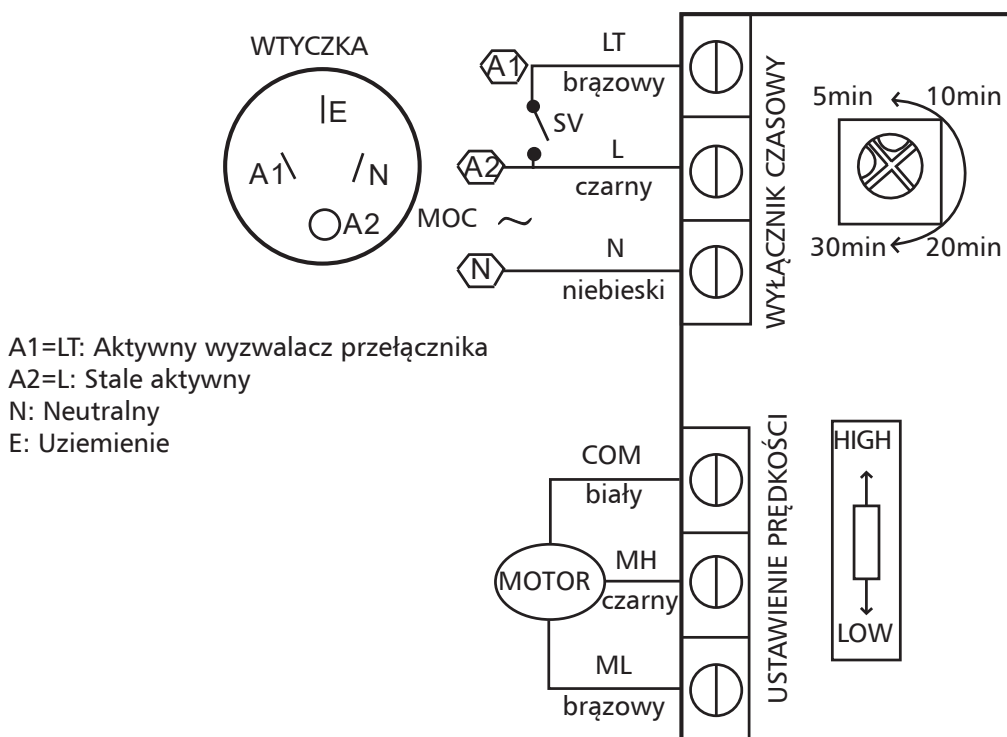 WTYCZKA
E
A1
N
A2
MOC
A1
LT
brązowy
SV
A2
L
czarny
N
N
niebieski
WYŁĄCZNIK CZASOWY
5min
10min
30min
20min
A1=LT: Aktywny wyzwalacz przełącznika
A2=L: Stale aktywny
N: Neutralny
E: Uziemienie
COM
biały
MOTOR
MH
czarny
ML
brązowy
USTAWIENIE PRĘDKOŚCI
HIGH
LOW